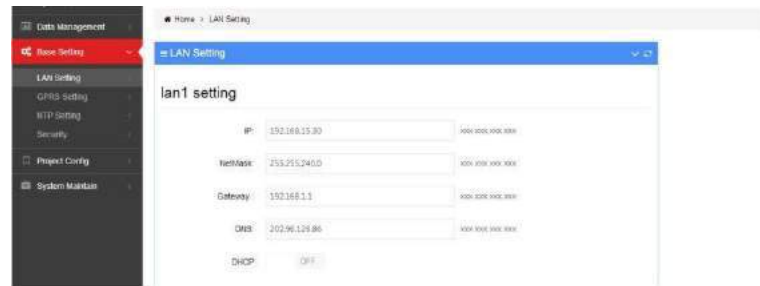 Home > LAN Setting
Data Management
Base Setting
LAN Setting
GPRS Setting
NTP Setting
Security
Project Config
System Maintain
LAN Setting
lan1 setting
IP: 192.168.15.30 xxx.xxx.xxx.xxx
NetMask: 255.255.240.0 xxx.xxx.xxx.xxx
Gateway: 192.168.1.1 xxx.xxx.xxx.xxx
DNS: 202.96.128.86 xxx.xxx.xxx.xxx
DHCP OFF